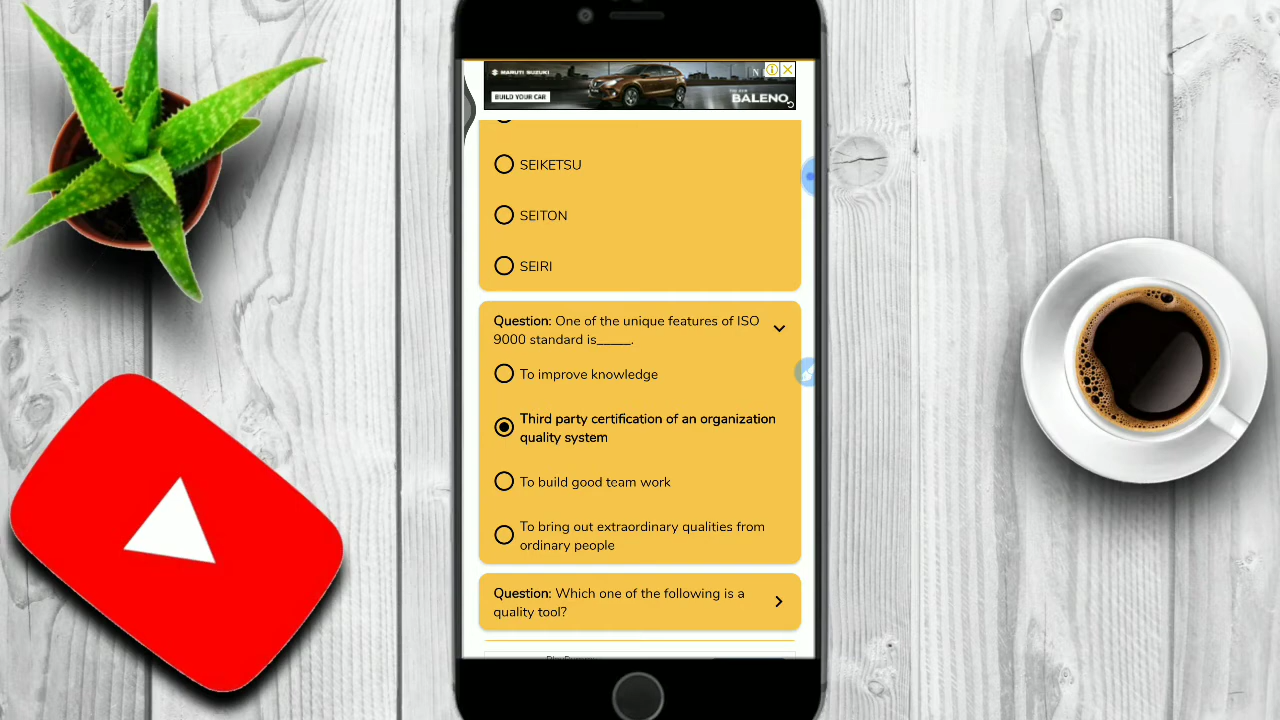 MARUTI SUZUKI
BUILD YOUR CAR
N
BALENO
SEIKETSU
SEITON
SEIRI
Question: One of the unique features of ISO
9000 standard is_____.
To improve knowledge
Third party certification of an organization
quality system
To build good team work
To bring out extraordinary qualities from
ordinary people
Question: Which one of the following is a
quality tool?